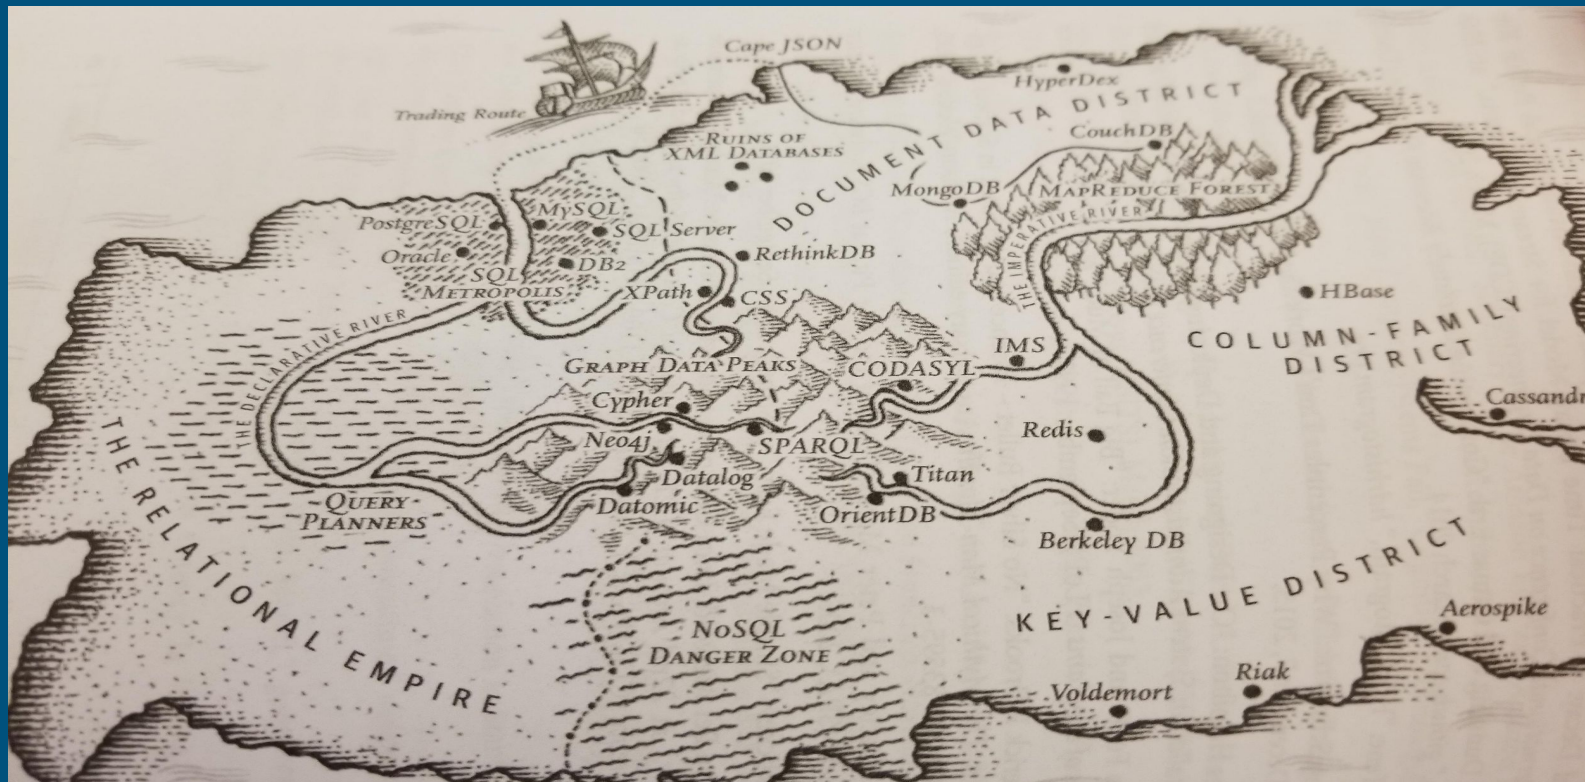 Cape JSON
Trading Route
HyperDex
DOCUMENT DATA DISTRICT
CouchDB
RUINS OF
XML DATABASES
MongoDB
MAPREDUCE FOREST
THE IMPERATIVE RIVER
PostgreSQL
MySQL
SQL Server
Oracle
DB2
SQL
METROPOLIS
RethinkDB
XPath
CSS
HBase
COLUMN-FAMILY
DISTRICT
THE DECLARATIVE RIVER
GRAPH DATA PEAKS
CODASYL
IMS
Cypher
Neo4j
SPARQL
Redis
Cassandr
Datalog
Datomic
Titan
OrientDB
QUERY
PLANNERS
Berkeley DB
THE RELATIONAL EMPIRE
NOSQL
DANGER ZONE
KEY-VALUE DISTRICT
Aerospike
Riak
Voldemort